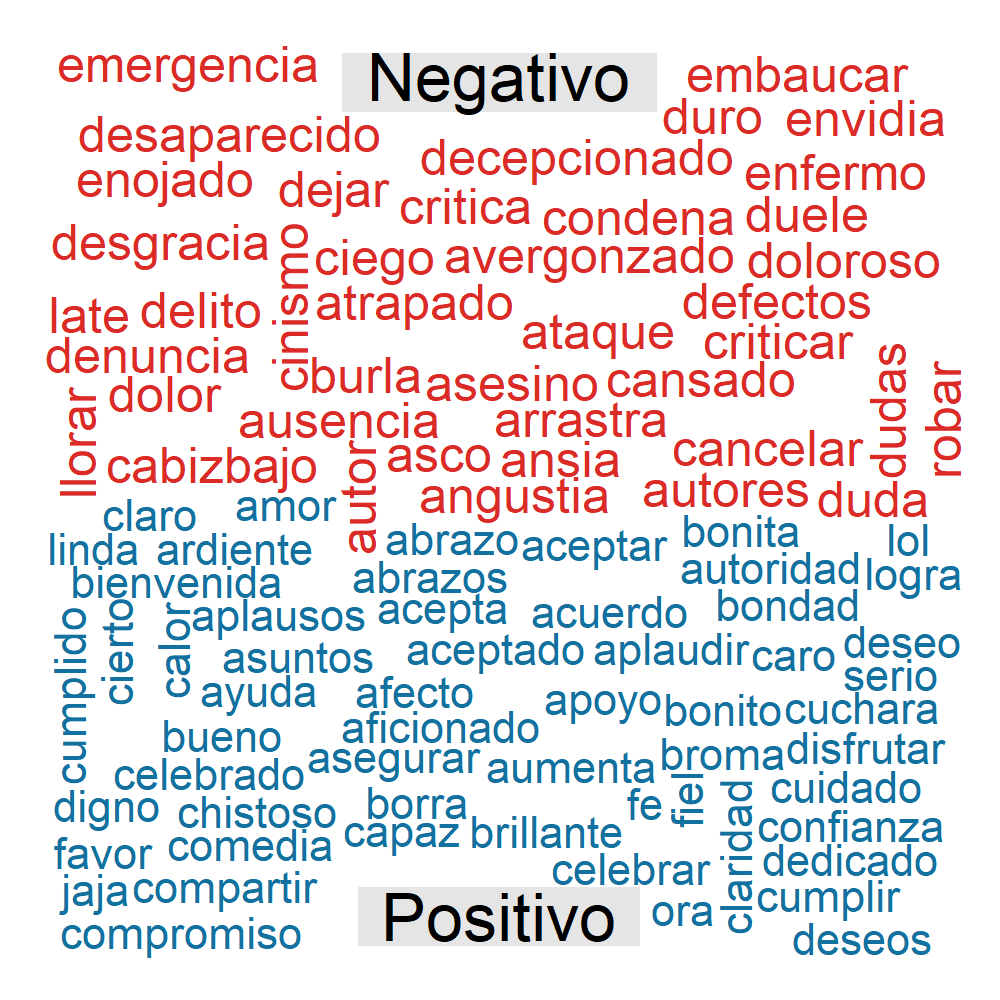 emergencia Negativo embaucar
duro envidia
desaparecido decepcionado
enojado dejar enfermo
critica condena duele
desgracia cinismo ciego avergonzado doloroso
late delito atrapado defectos
denuncia ataque criticar
dolor burla asesino cansado dudas robar
llorar ausencia arrastra
cabizbajo autor asco ansia cancelar
angustia autores duda
claro amor
linda ardiente abrazo aceptar bonita lol
bienvenida abrazos autoridad logra
cumplido cierto calor aplausos acepta acuerdo bondad
asuntos aceptado aplaudir caro deseo
ayuda afecto apoyo serio
bueno aficionado bonito cuchara
celebrado asegurar aumenta broma disfrutar
digno chistoso borra fe fiel claridad cuidado
favor comedia capaz brillante confianza
celebrar dedicado
jaja compartir Positivo ora cumplir
compromiso deseos